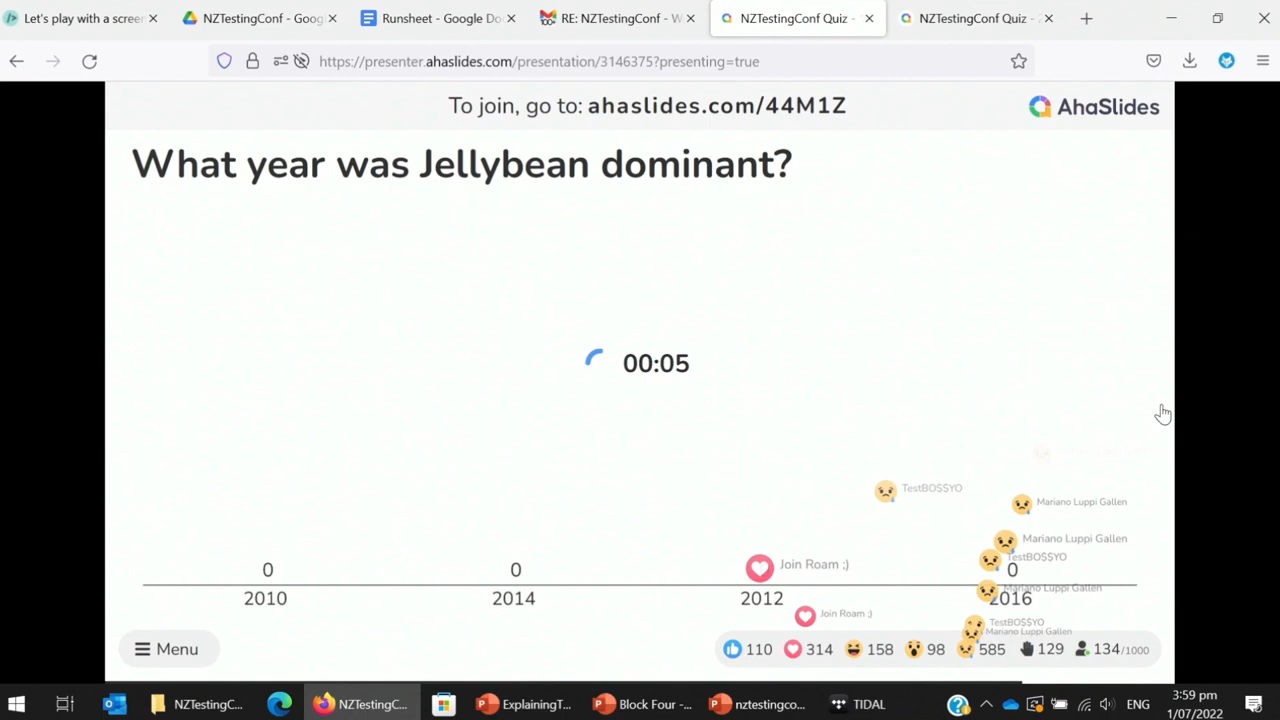 Let's play with a screen
NZTestingConf - Goog
Runsheet - Google Do
RE: NZTestingConf - W
NZTestingConf Quiz -
NZTestingConf Quiz -
https://presenter.ahaslides.com/presentation/3146375?presenting=true
To join, go to: ahaslides.com/44M1Z
AhaSlides
What year was Jellybean dominant?
00:05
TestBO$$YO
Mariano Luppi Gallen
Mariano Luppi Gallen
TestBO$$YO
Join Roam ;)
0 0 0
Mariano Luppi Gallen
2010 2014 2012 2016
Join Roam ;)
TestBO$$YO
Mariano Luppi Gallen
Menu
110 314 158 98 585 129 134/1000
NZTestingC...
NZTestingC...
ExplainingT...
Block Four -...
nztestingco...
TIDAL
ENG
3:59 pm
1/07/2022